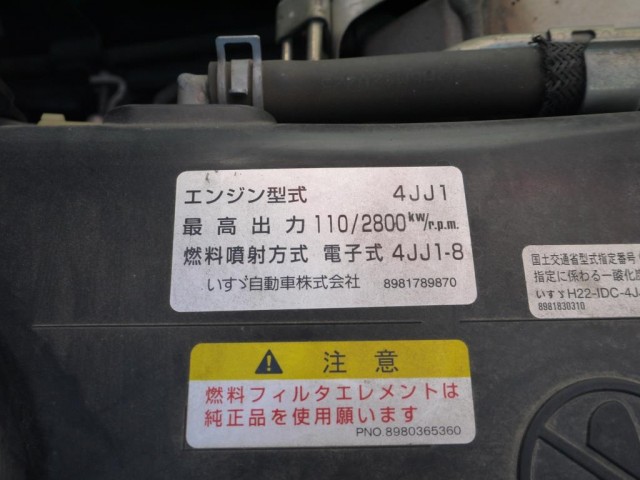 エンジン型式 4JJ1
最高出力 110/2800kw/r.p.m.
燃料噴射方式 電子式 4JJ1-8
いすゞ自動車株式会社 8981789870
国土交通省型式指定番号
指定に係わる一酸化
いすゞH22-IDC-4J
8981830310
注意
燃料フィルタエレメントは
純正品を使用願います
PNO.8980365360